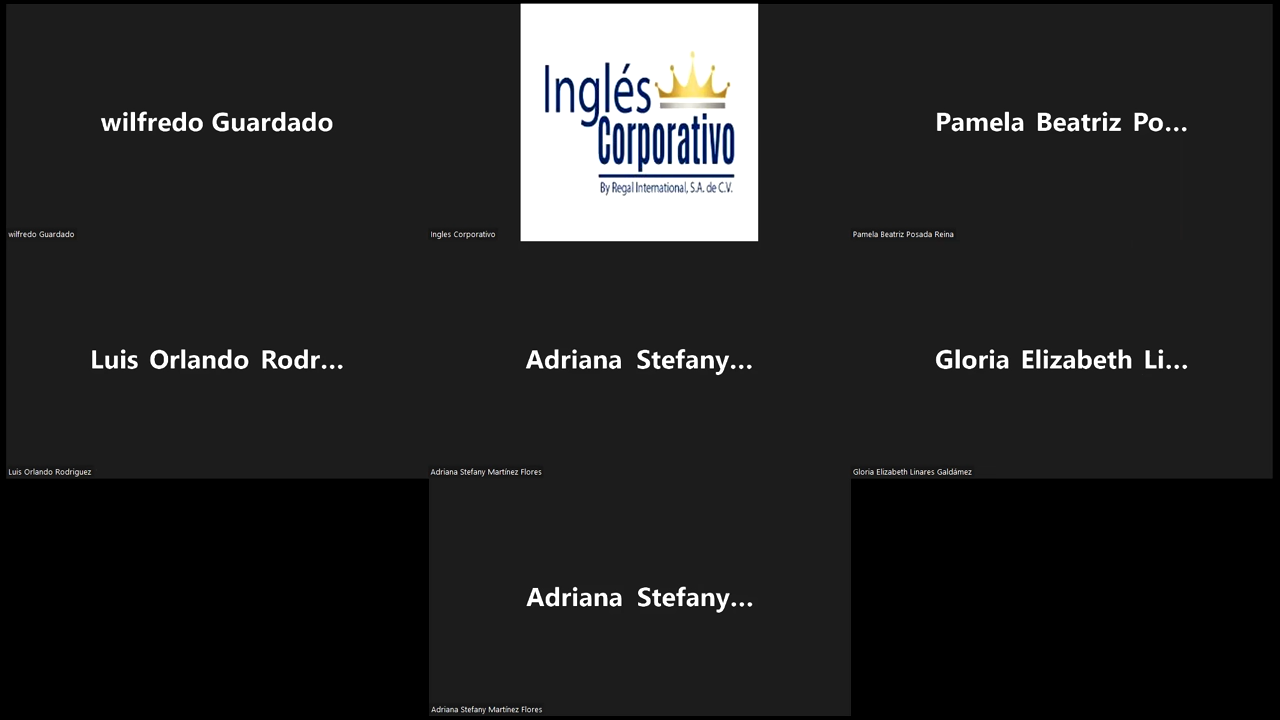 wilfredo Guardado
wilfredo Guardado
Inglés
Corporativo
By Regal International, S.A. de C.V.
Ingles Corporativo
Pamela Beatriz Po...
Pamela Beatriz Posada Reina
Luis Orlando Rodr...
Luis Orlando Rodriguez
Adriana Stefany...
Adriana Stefany Martínez Flores
Gloria Elizabeth Li...
Gloria Elizabeth Linares Galdámez
Adriana Stefany...
Adriana Stefany Martínez Flores